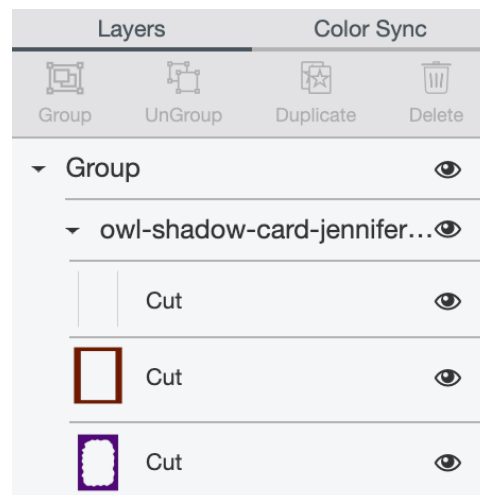 Layers Color Sync
Group UnGroup Duplicate Delete
Group
owl-shadow-card-jennifer...
Cut
Cut
Cut